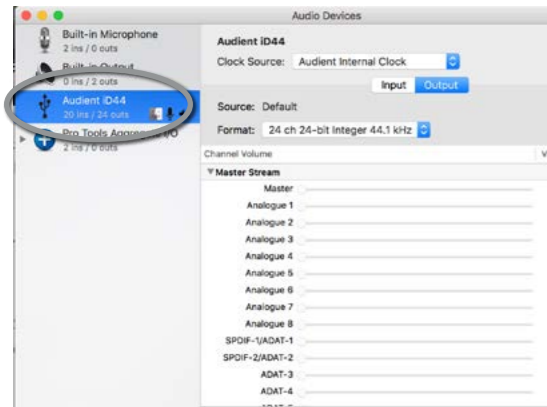 Audio Devices
Built-in Microphone
2 ins / 0 outs
Built-in Output
0 ins / 2 outs
Audient iD44
20 ins / 24 outs
Pro Tools Aggregate I/O
2 ins / 0 outs
Audient iD44
Clock Source: Audient Internal Clock
Input Output
Source: Default
Format: 24 ch 24-bit Integer 44.1 kHz
Channel Volume V
Master Stream
Master
Analogue 1
Analogue 2
Analogue 3
Analogue 4
Analogue 5
Analogue 6
Analogue 7
Analogue 8
SPDIF-1/ADAT-1
SPDIF-2/ADAT-2
ADAT-3
ADAT-4